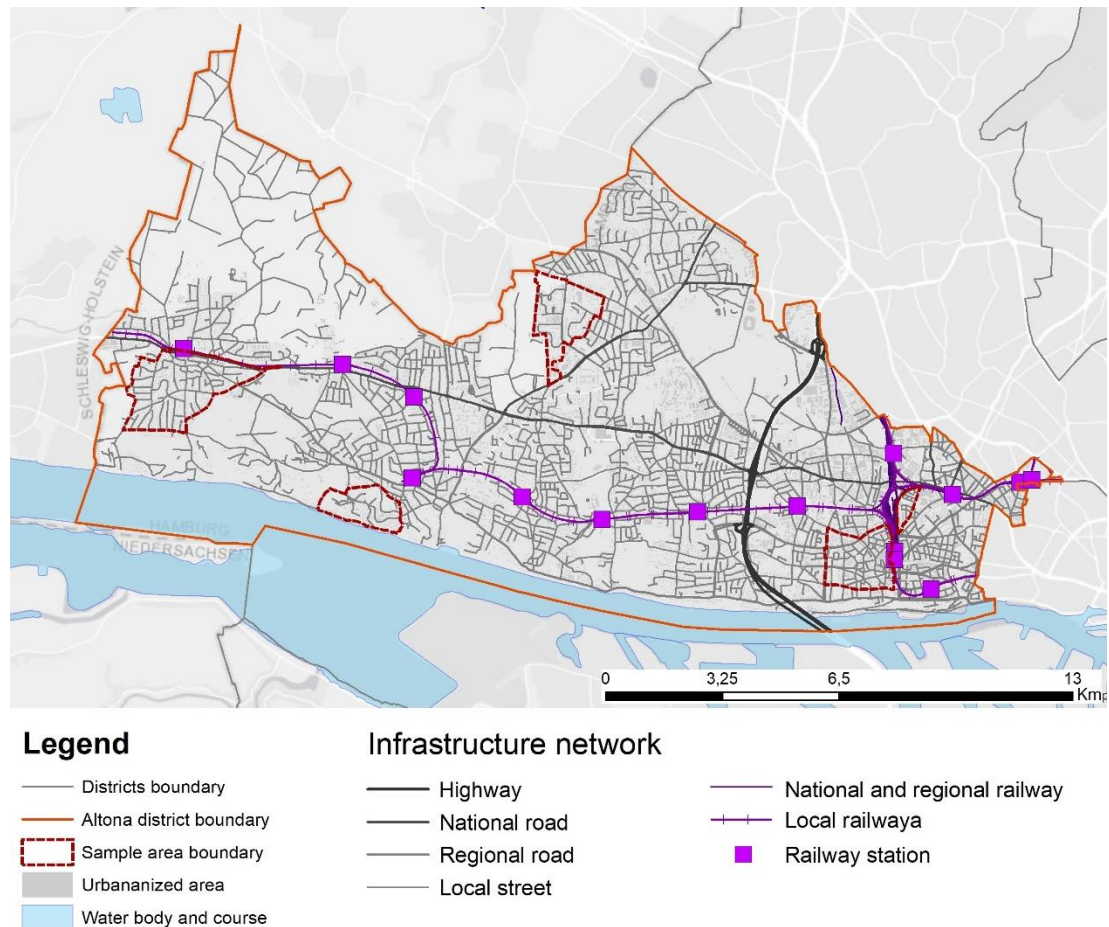 SCHLESWIG-HOLSTEIN
HAMBURG
NIEDERSACHSE
0 3,25 6,5 13
Km
Legend
Districts boundary
Altona district boundary
Sample area boundary
Urbananized area
Water body and course
Infrastructure network
Highway
National road
Regional road
Local street
National and regional railway
Local railwaya
Railway station